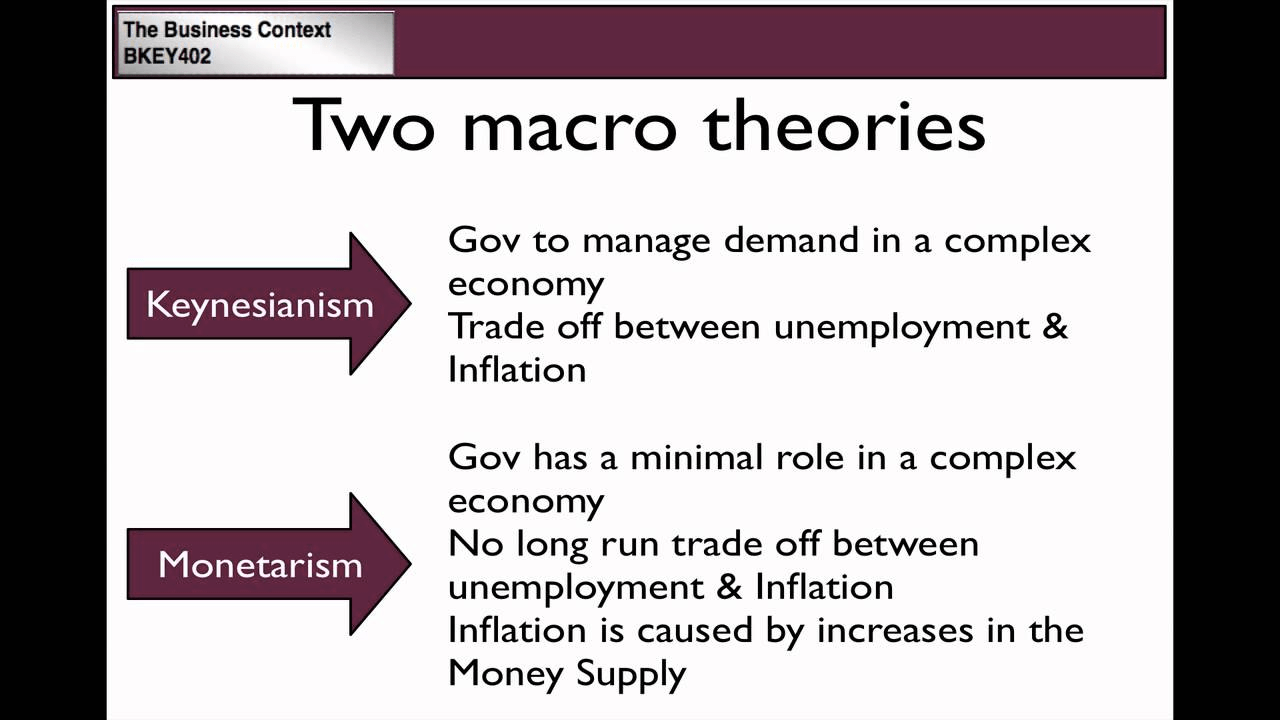 The Business Context
BKEY402
Two macro theories
Keynesianism
Gov to manage demand in a complex
economy
Trade off between unemployment &
Inflation
Monetarism
Gov has a minimal role in a complex
economy
No long run trade off between
unemployment & Inflation
Inflation is caused by increases in the
Money Supply